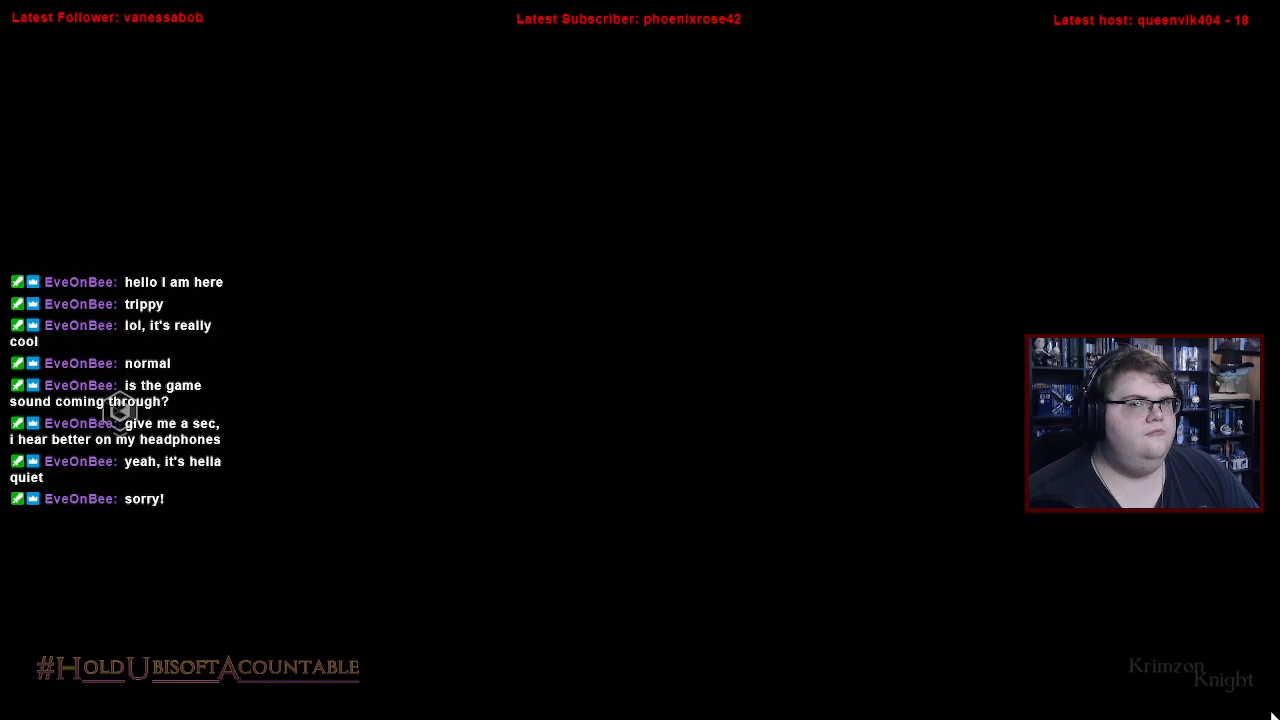 Latest Follower: vanessabob
Latest Subscriber: phoenixrose42
Latest host: queenvik404 - 18
EveOnBee: hello I am here
EveOnBee: trippy
EveOnBee: lol, it's really
cool
EveOnBee: normal
EveOnBee: is the game
sound coming through?
EveOnBee: give me a sec,
i hear better on my headphones
EveOnBee: yeah, it's hella
quiet
EveOnBee: sorry!
#HoldUbisoftAcountable
Krimzon
Knight